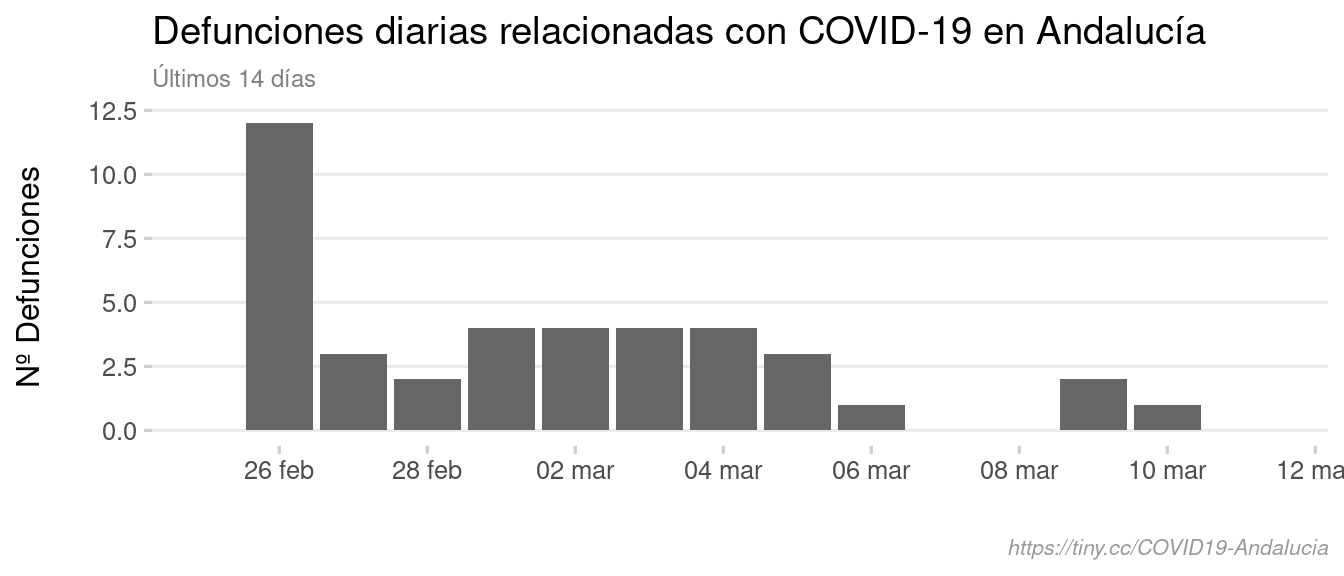 Defunciones diarias relacionadas con COVID-19 en Andalucía
Últimos 14 días
Nº Defunciones
12.5
10.0
7.5
5.0
2.5
0.0
26 feb 28 feb 02 mar 04 mar 06 mar 08 mar 10 mar 12 ma
https://tiny.cc/COVID19-Andalucia